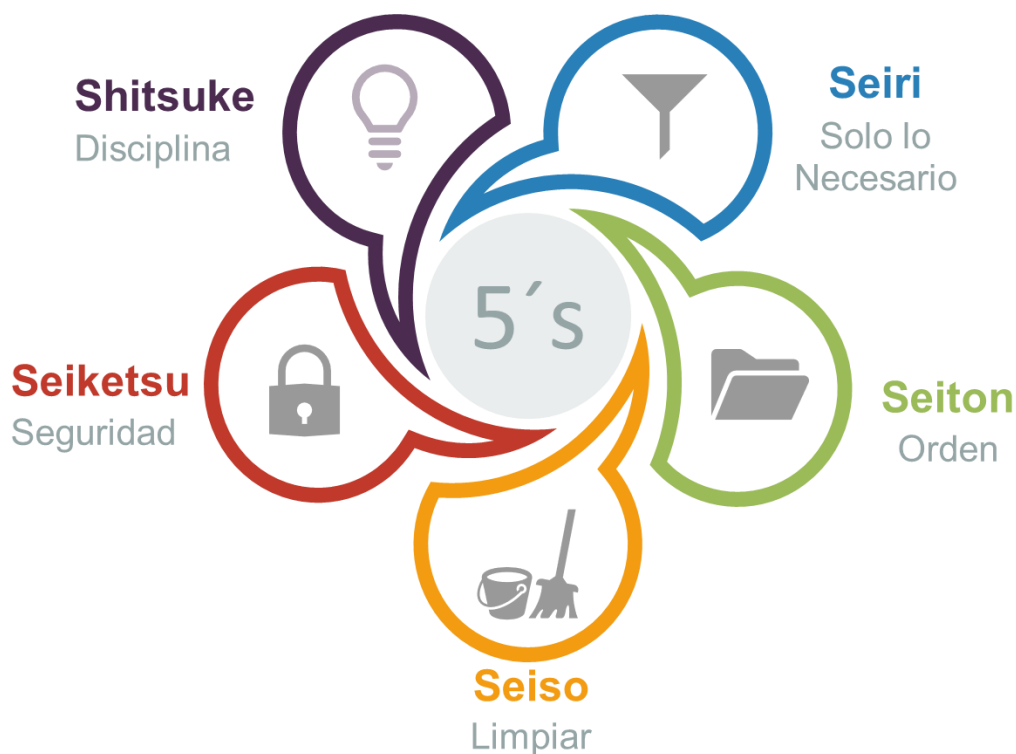 Shitsuke
Disciplina
Seiri
Solo lo
Necesario
5´s
Seiketsu
Seguridad
Seiton
Orden
Seiso
Limpiar